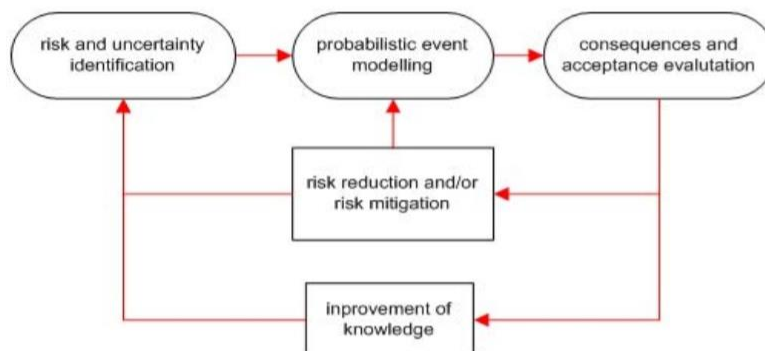 risk and uncertainty
identification
probabilistic event
modelling
consequences and
acceptance evalutation
risk reduction and/or
risk mitigation
inprovement of
knowledge